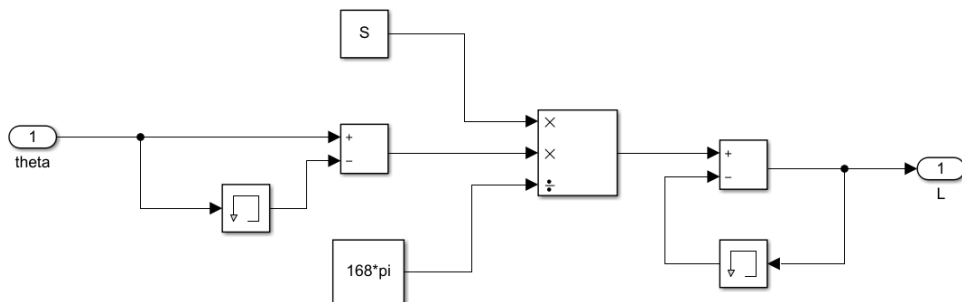 S
1
theta
+
−
×
×
÷
168*pi
+
−
1
L